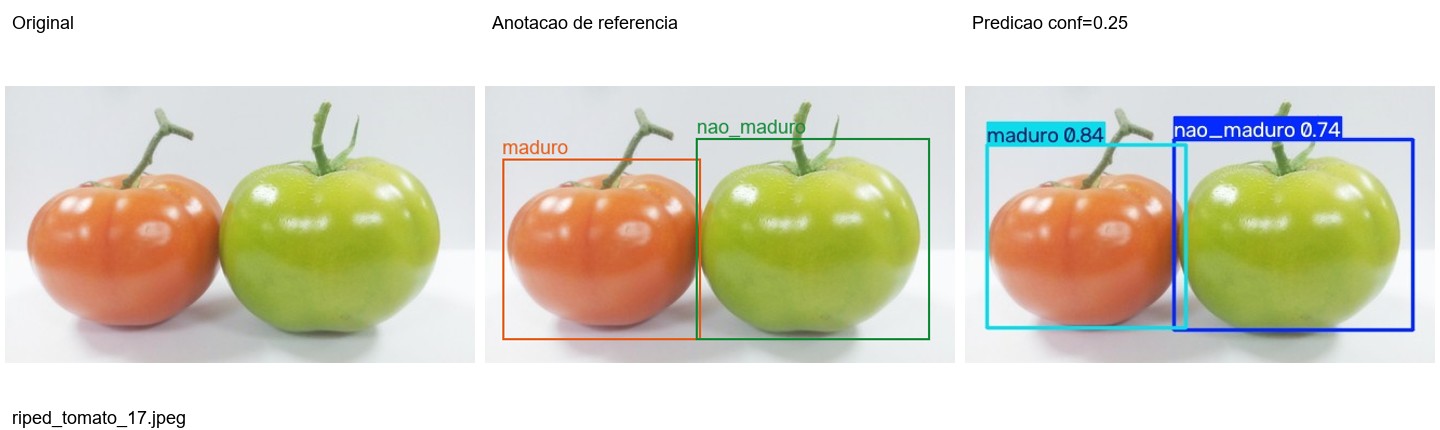 Original
Anotacao de referencia
Predicao conf=0.25
maduro
nao_maduro
maduro 0.84
nao_maduro 0.74
riped_tomato_17.jpeg